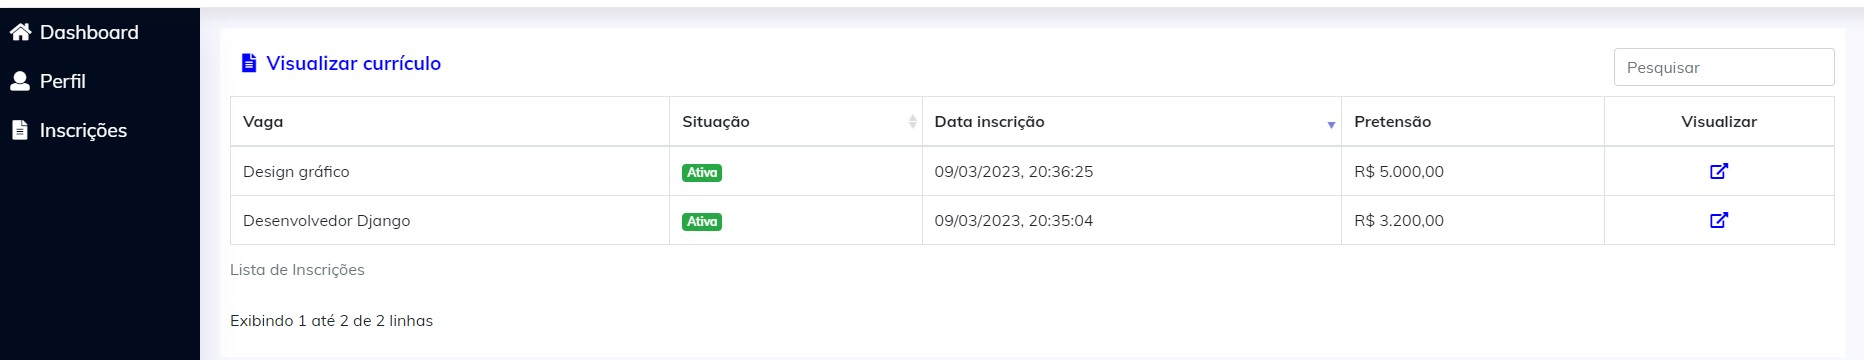 Dashboard
Perfil
Inscrições
Visualizar currículo
Pesquisar
Vaga Situação Data inscrição Pretensão Visualizar
Design gráfico Ativa 09/03/2023, 20:36:25 R$ 5.000,00
Desenvolvedor Django Ativa 09/03/2023, 20:35:04 R$ 3.200,00
Lista de Inscrições
Exibindo 1 até 2 de 2 linhas